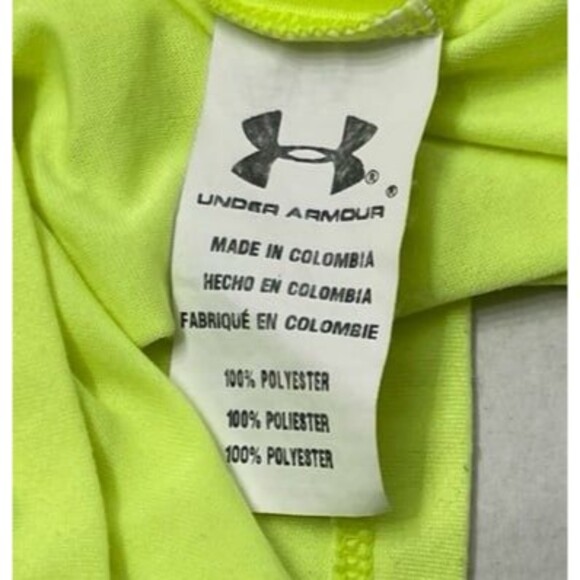 ®
®
UNDER ARMOUR
MADE IN COLOMBIA
HECHO EN COLOMBIA
FABRIQUÉ EN COLOMBIE
100% POLYESTER
100% POLIESTER
100% POLYESTER